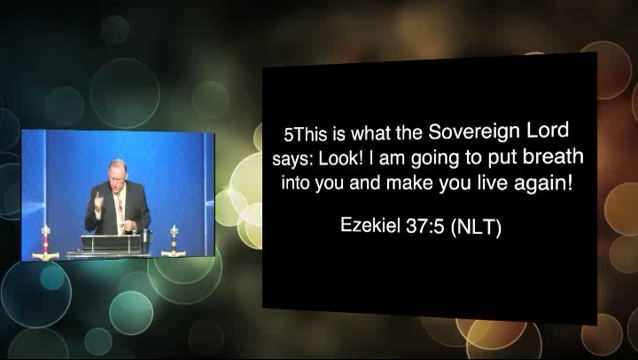 5This is what the Sovereign Lord
says: Look! I am going to put breath
into you and make you live again!
Ezekiel 37:5 (NLT)